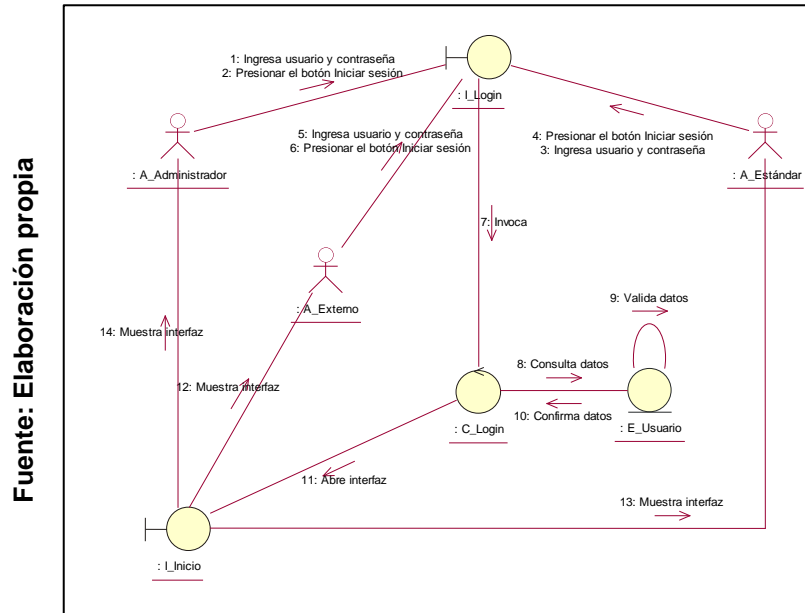 Fuente: Elaboración propia
1: Ingresa usuario y contraseña
2: Presionar el botón Iniciar sesión
: I_Login
5: Ingresa usuario y contraseña
6: Presionar el botón Iniciar sesión
4: Presionar el botón Iniciar sesión
3: Ingresa usuario y contraseña
: A_Administrador
: A_Estándar
7: Invoca
: A_Externo
9: Valida datos
14: Muestra interfaz
12: Muestra interfaz
8: Consulta datos
10: Confirma datos
: C_Login
: E_Usuario
11: Abre interfaz
13: Muestra interfaz
: I_Inicio